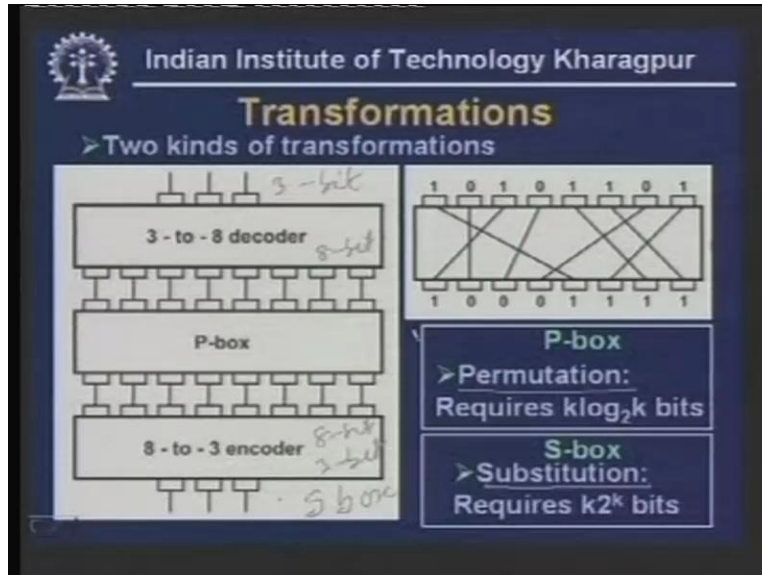 Indian Institute of Technology Kharagpur
Transformations
➢Two kinds of transformations
3-bit
3 - to - 8 decoder
8-bit
P-box
8 - to - 3 encoder
8-bit
3-bit
S box
1 0 1 0 1 1 0 1
1 0 0 0 1 1 1 1
P-box
➢Permutation:
Requires klog₂k bits
S-box
➢Substitution:
Requires k2ᵏ bits